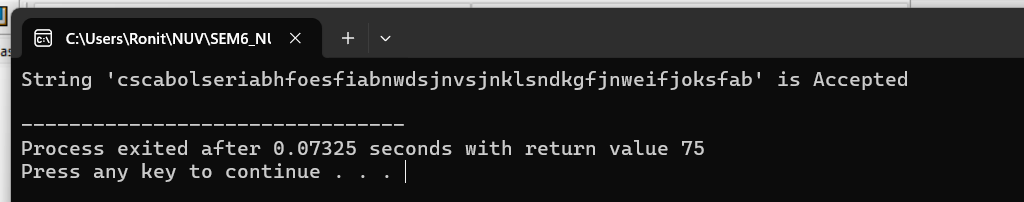 C:\Users\Ronit\NUV\SEM6_NU
String 'cscabolseriabhfoesfiabnwdsjnvsjnklsndkgfjnweifjoksfab' is Accepted
--------------------------------
Process exited after 0.07325 seconds with return value 75
Press any key to continue . . .